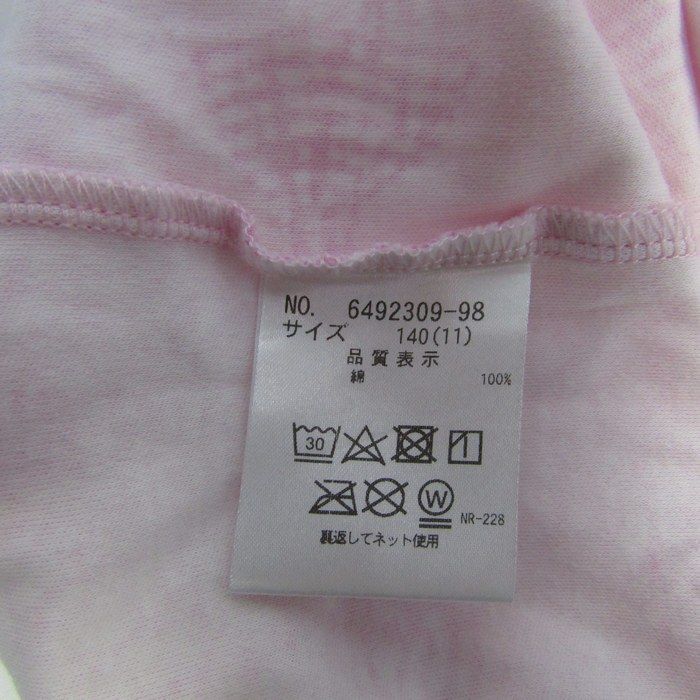 NO. 6492309-98
サイズ 140(11)
品質表示
綿 100%
30
W NR-228
裏返してネット使用